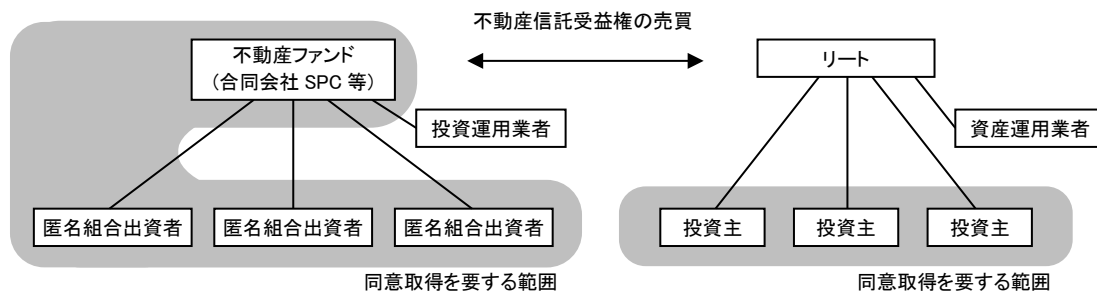 不動産信託受益権の売買
不動産ファンド
（合同会社 SPC 等）
リート
投資運用業者
資産運用業者
匿名組合出資者
匿名組合出資者
匿名組合出資者
投資主
投資主
投資主
同意取得を要する範囲
同意取得を要する範囲